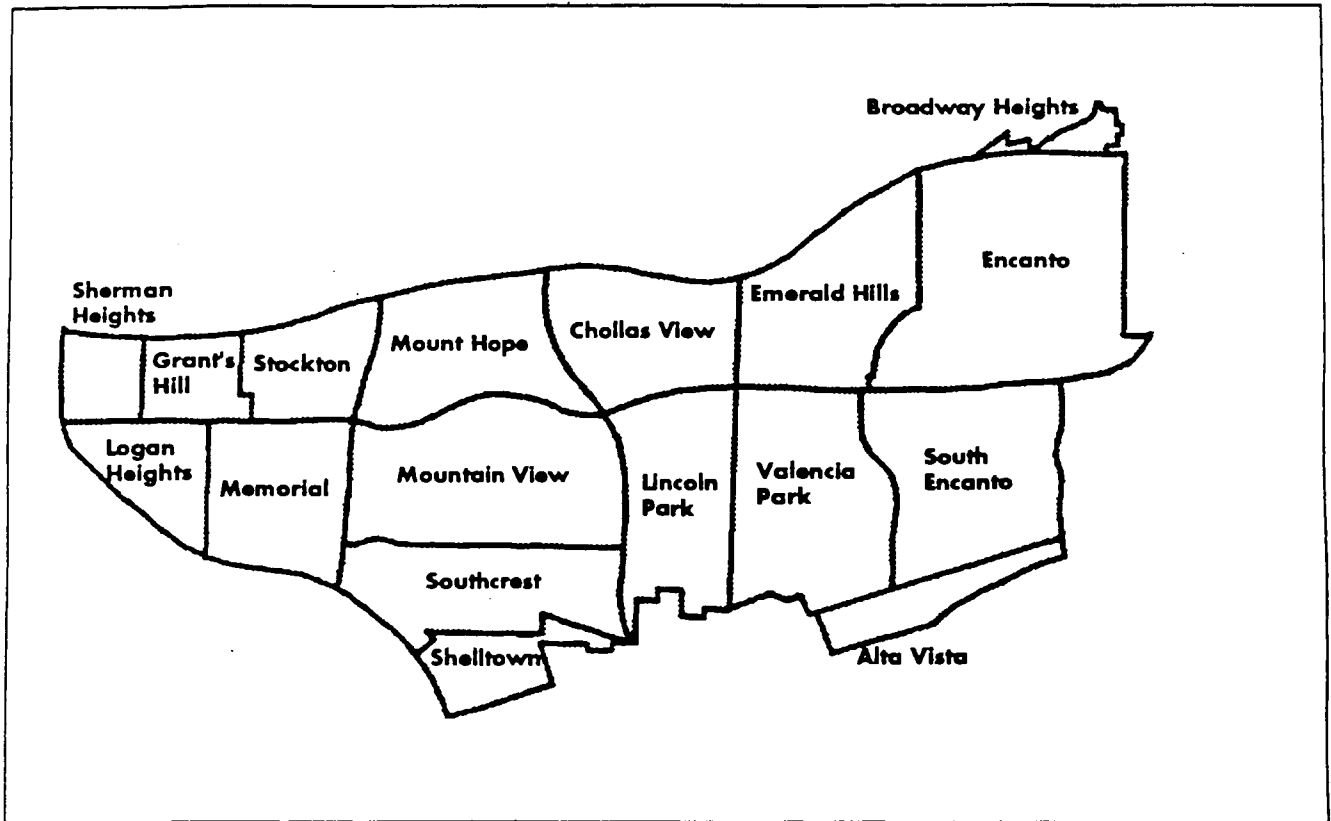 Broadway Heights
Encanto
Sherman
Heights
Emerald Hills
Chollas View
Mount Hope
Grant's
Hill
Stockton
Logan
Heights
Memorial
Mountain View
Lincoln
Park
Valencia
Park
South
Encanto
Southcrest
Shelltown
Alta Vista